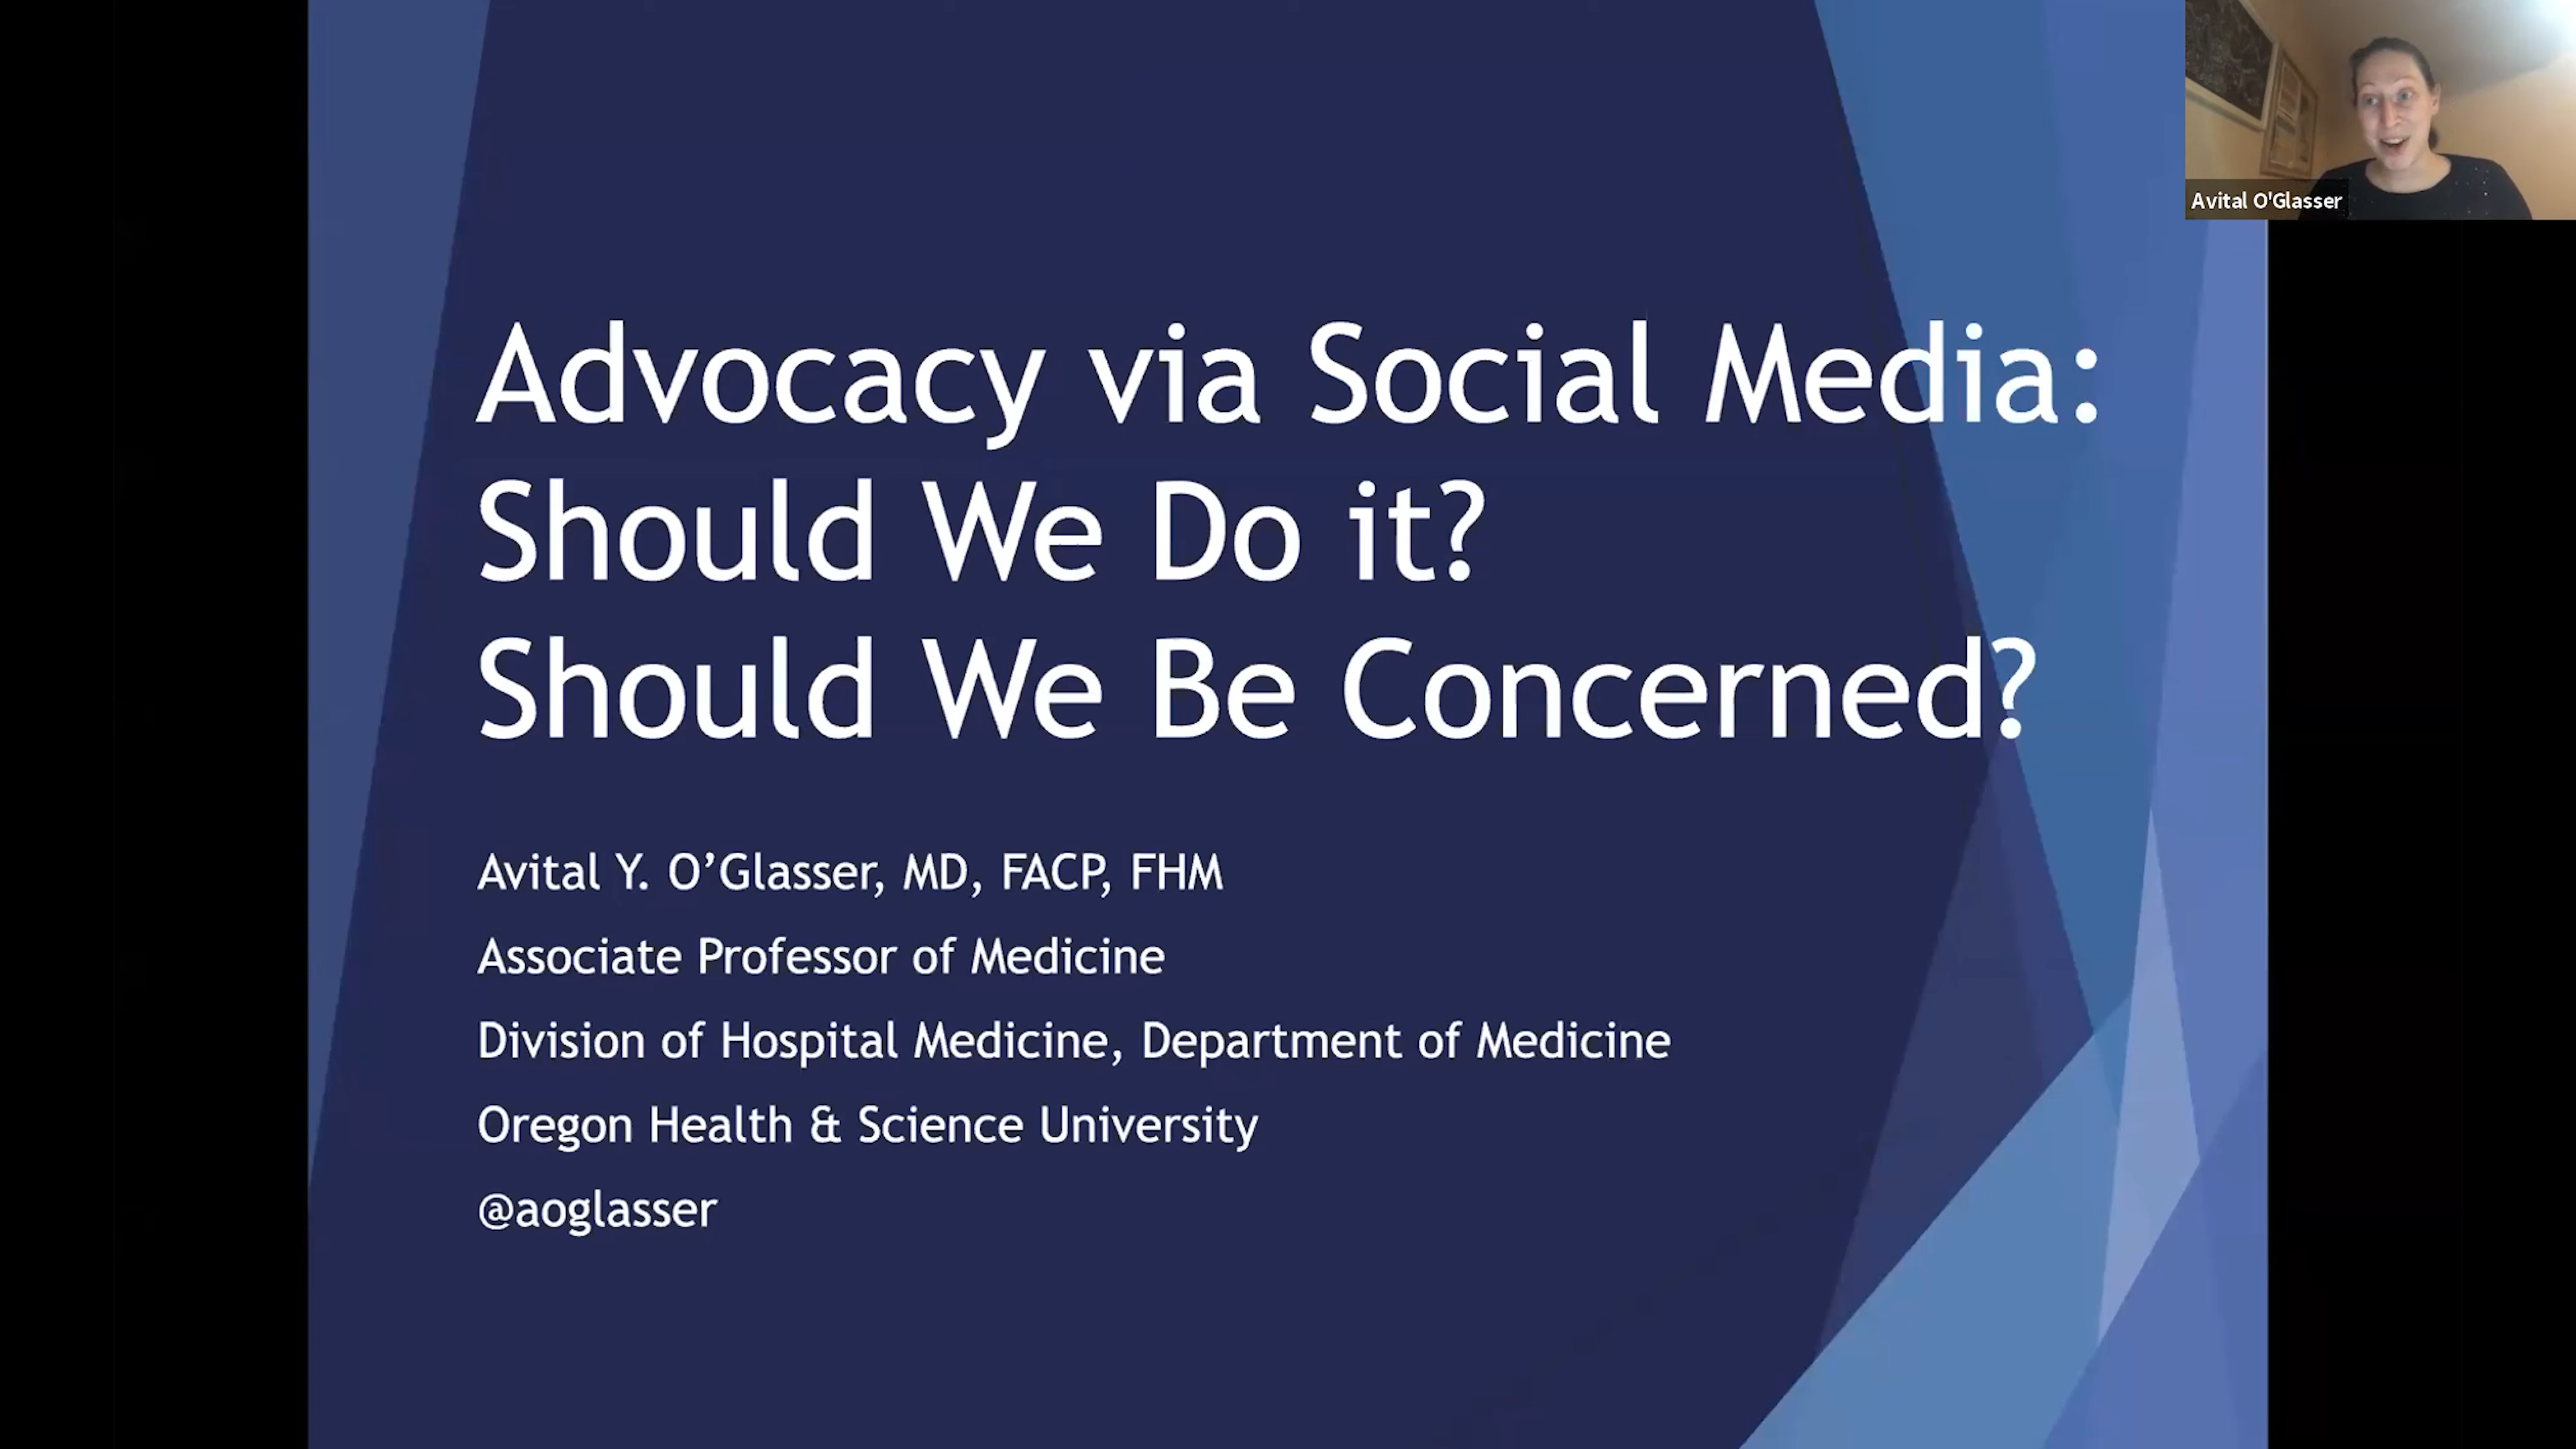 Advocacy via Social Media:
Should We Do it?
Should We Be Concerned?
Avital Y. O’Glasser, MD, FACP, FHM
Associate Professor of Medicine
Division of Hospital Medicine, Department of Medicine
Oregon Health & Science University
@aoglasser
Avital O'Glasser